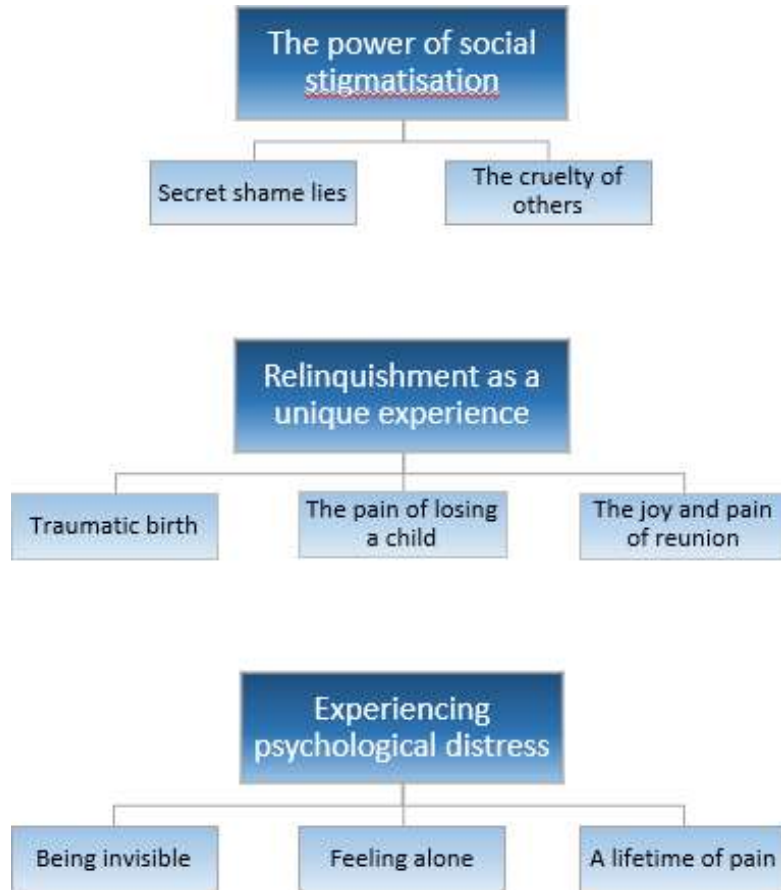 The power of social
stigmatisation
Secret shame lies
The cruelty of
others
Relinquishment as a
unique experience
Traumatic birth
The pain of losing
a child
The joy and pain
of reunion
Experiencing
psychological distress
Being invisible
Feeling alone
A lifetime of pain